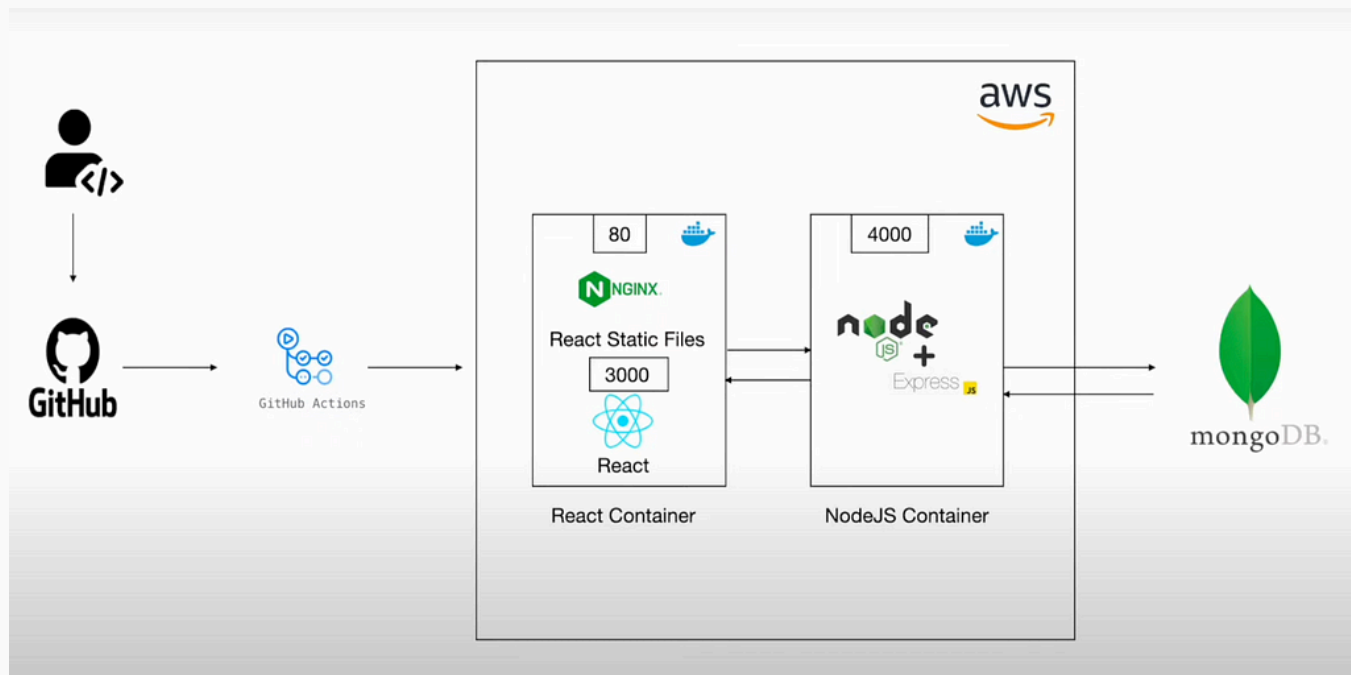 aws
80
4000
NGINX.
node
JS
React Static Files
+
Express JS
3000
</>
GitHub
GitHub Actions
React
mongoDB.
React Container
NodeJS Container